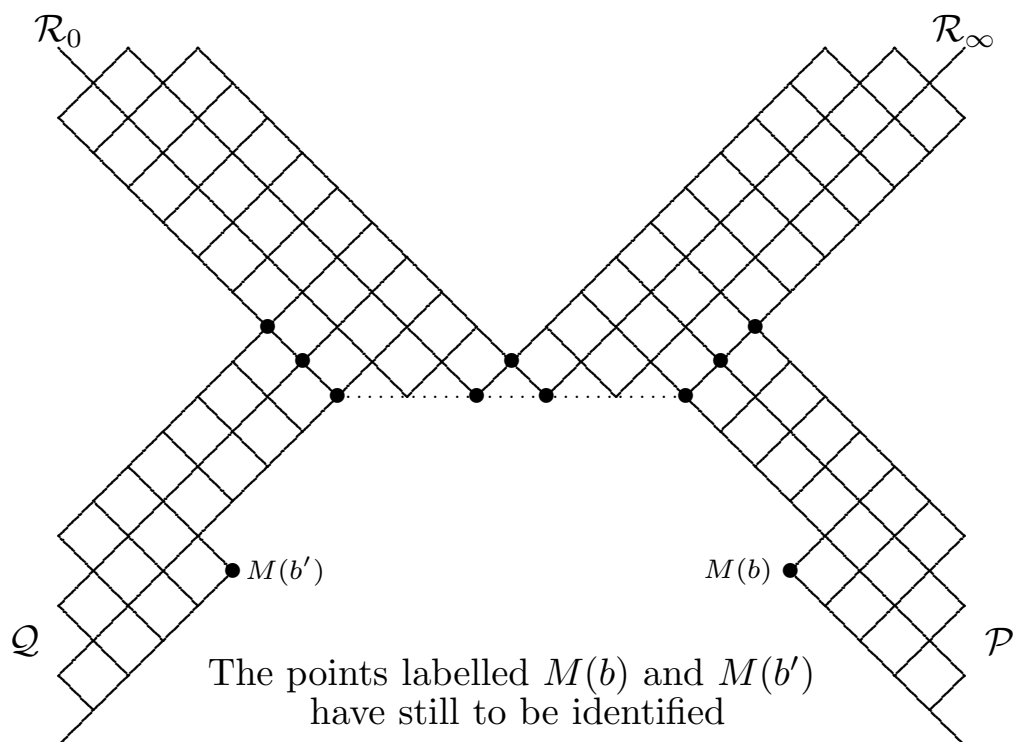 R₀ R∞
M(b′) M(b)
Q P
The points labelled M(b) and M(b′)
have still to be identified